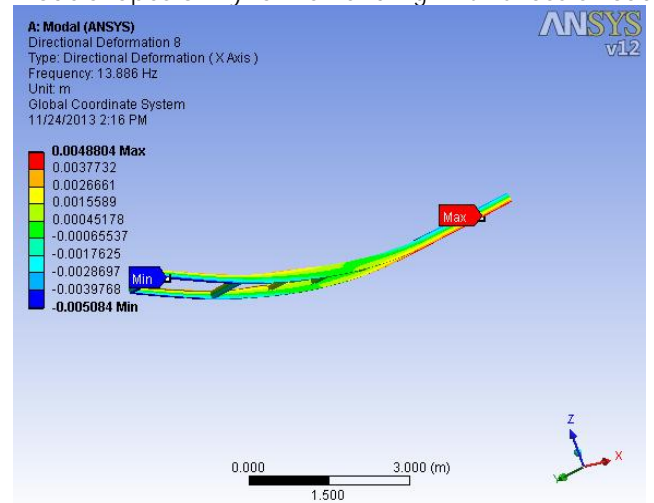 A: Modal (ANSYS)
Directional Deformation 8
Type: Directional Deformation ( X Axis )
Frequency: 13.886 Hz
Unit: m
Global Coordinate System
11/24/2013 2:16 PM
ANSYS
v12
0.0048804 Max
0.0037732
0.0026661
0.0015589
0.00045178
-0.00065537
-0.0017625
-0.0028697
-0.0039768
-0.005084 Min
Max
Min
Z
X
Y
0.000
3.000 (m)
1.500